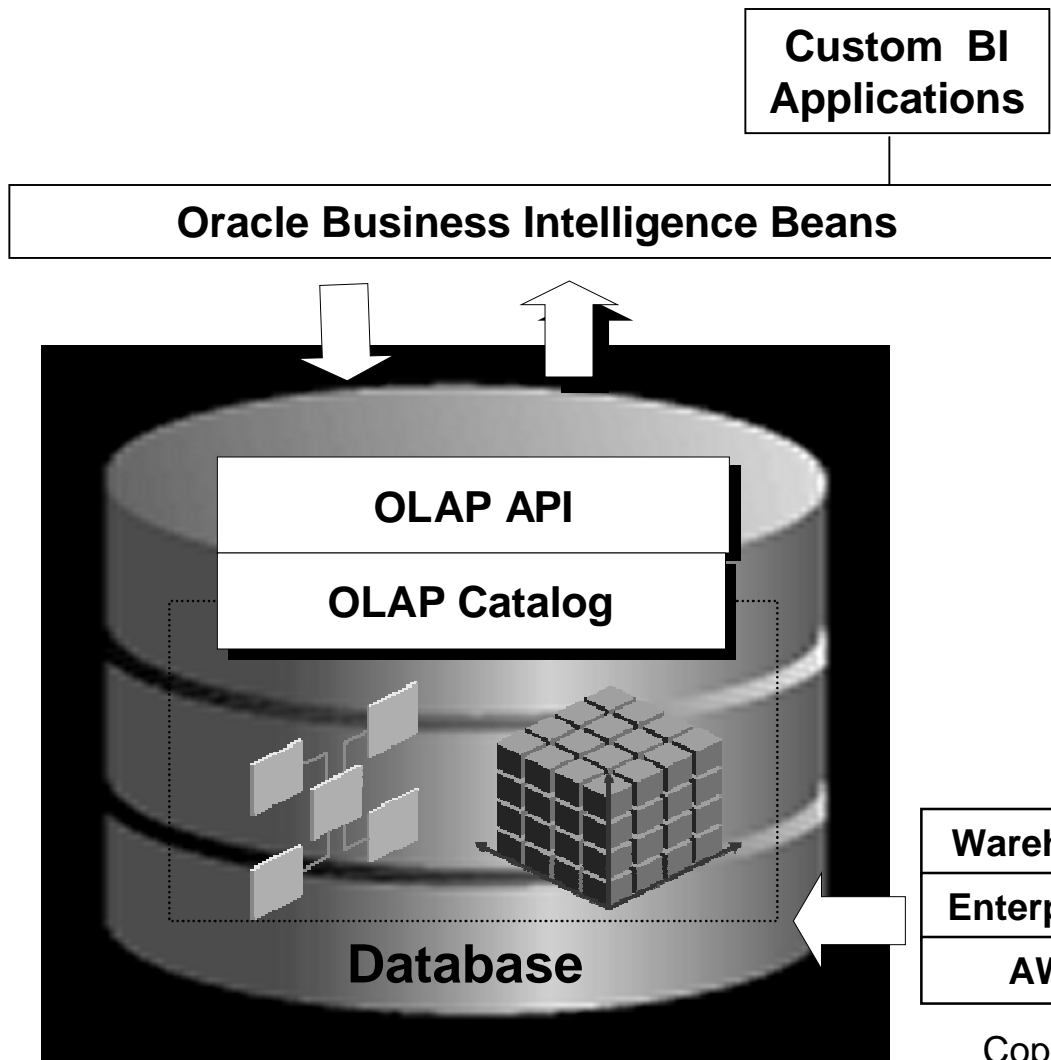 Custom BI
Applications
Oracle Business Intelligence Beans
OLAP API
OLAP Catalog
Database